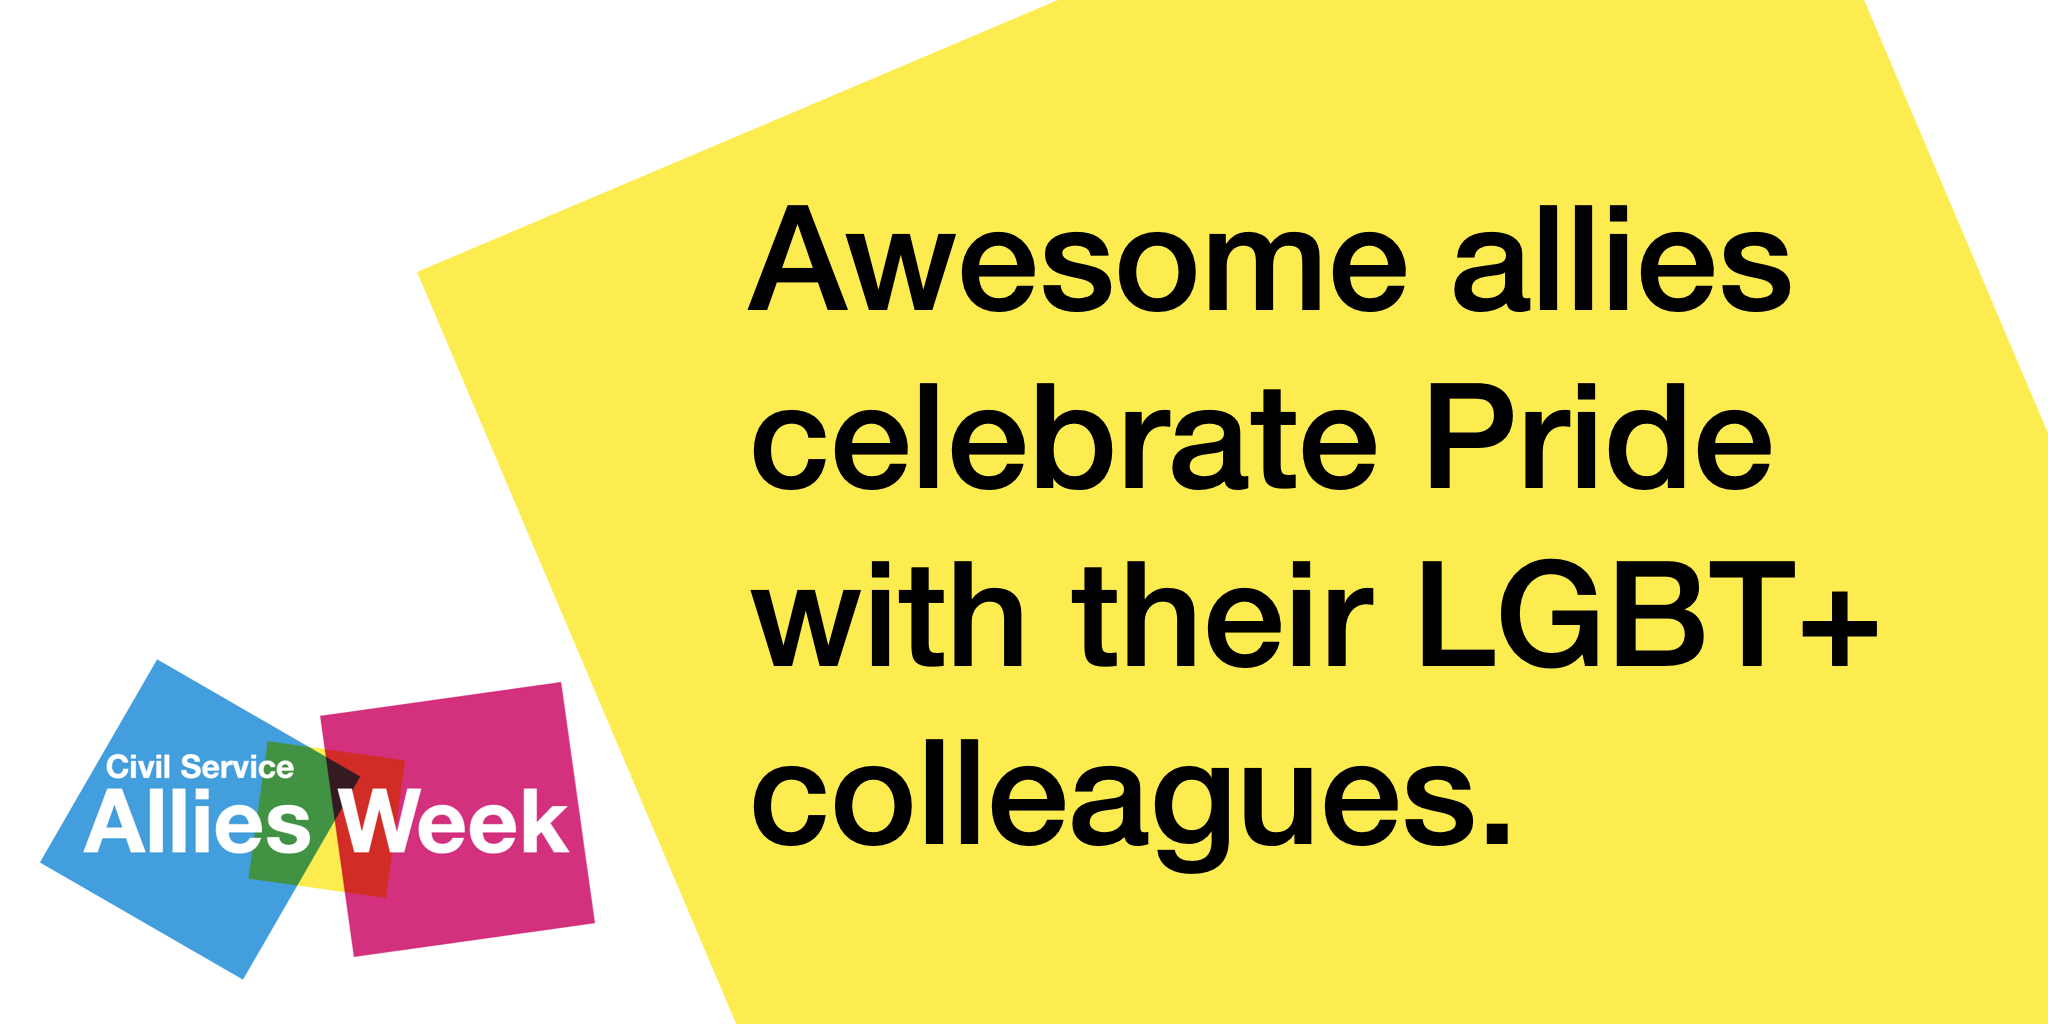 Awesome allies
celebrate Pride
with their LGBT+
colleagues.
Civil Service
Allies Week